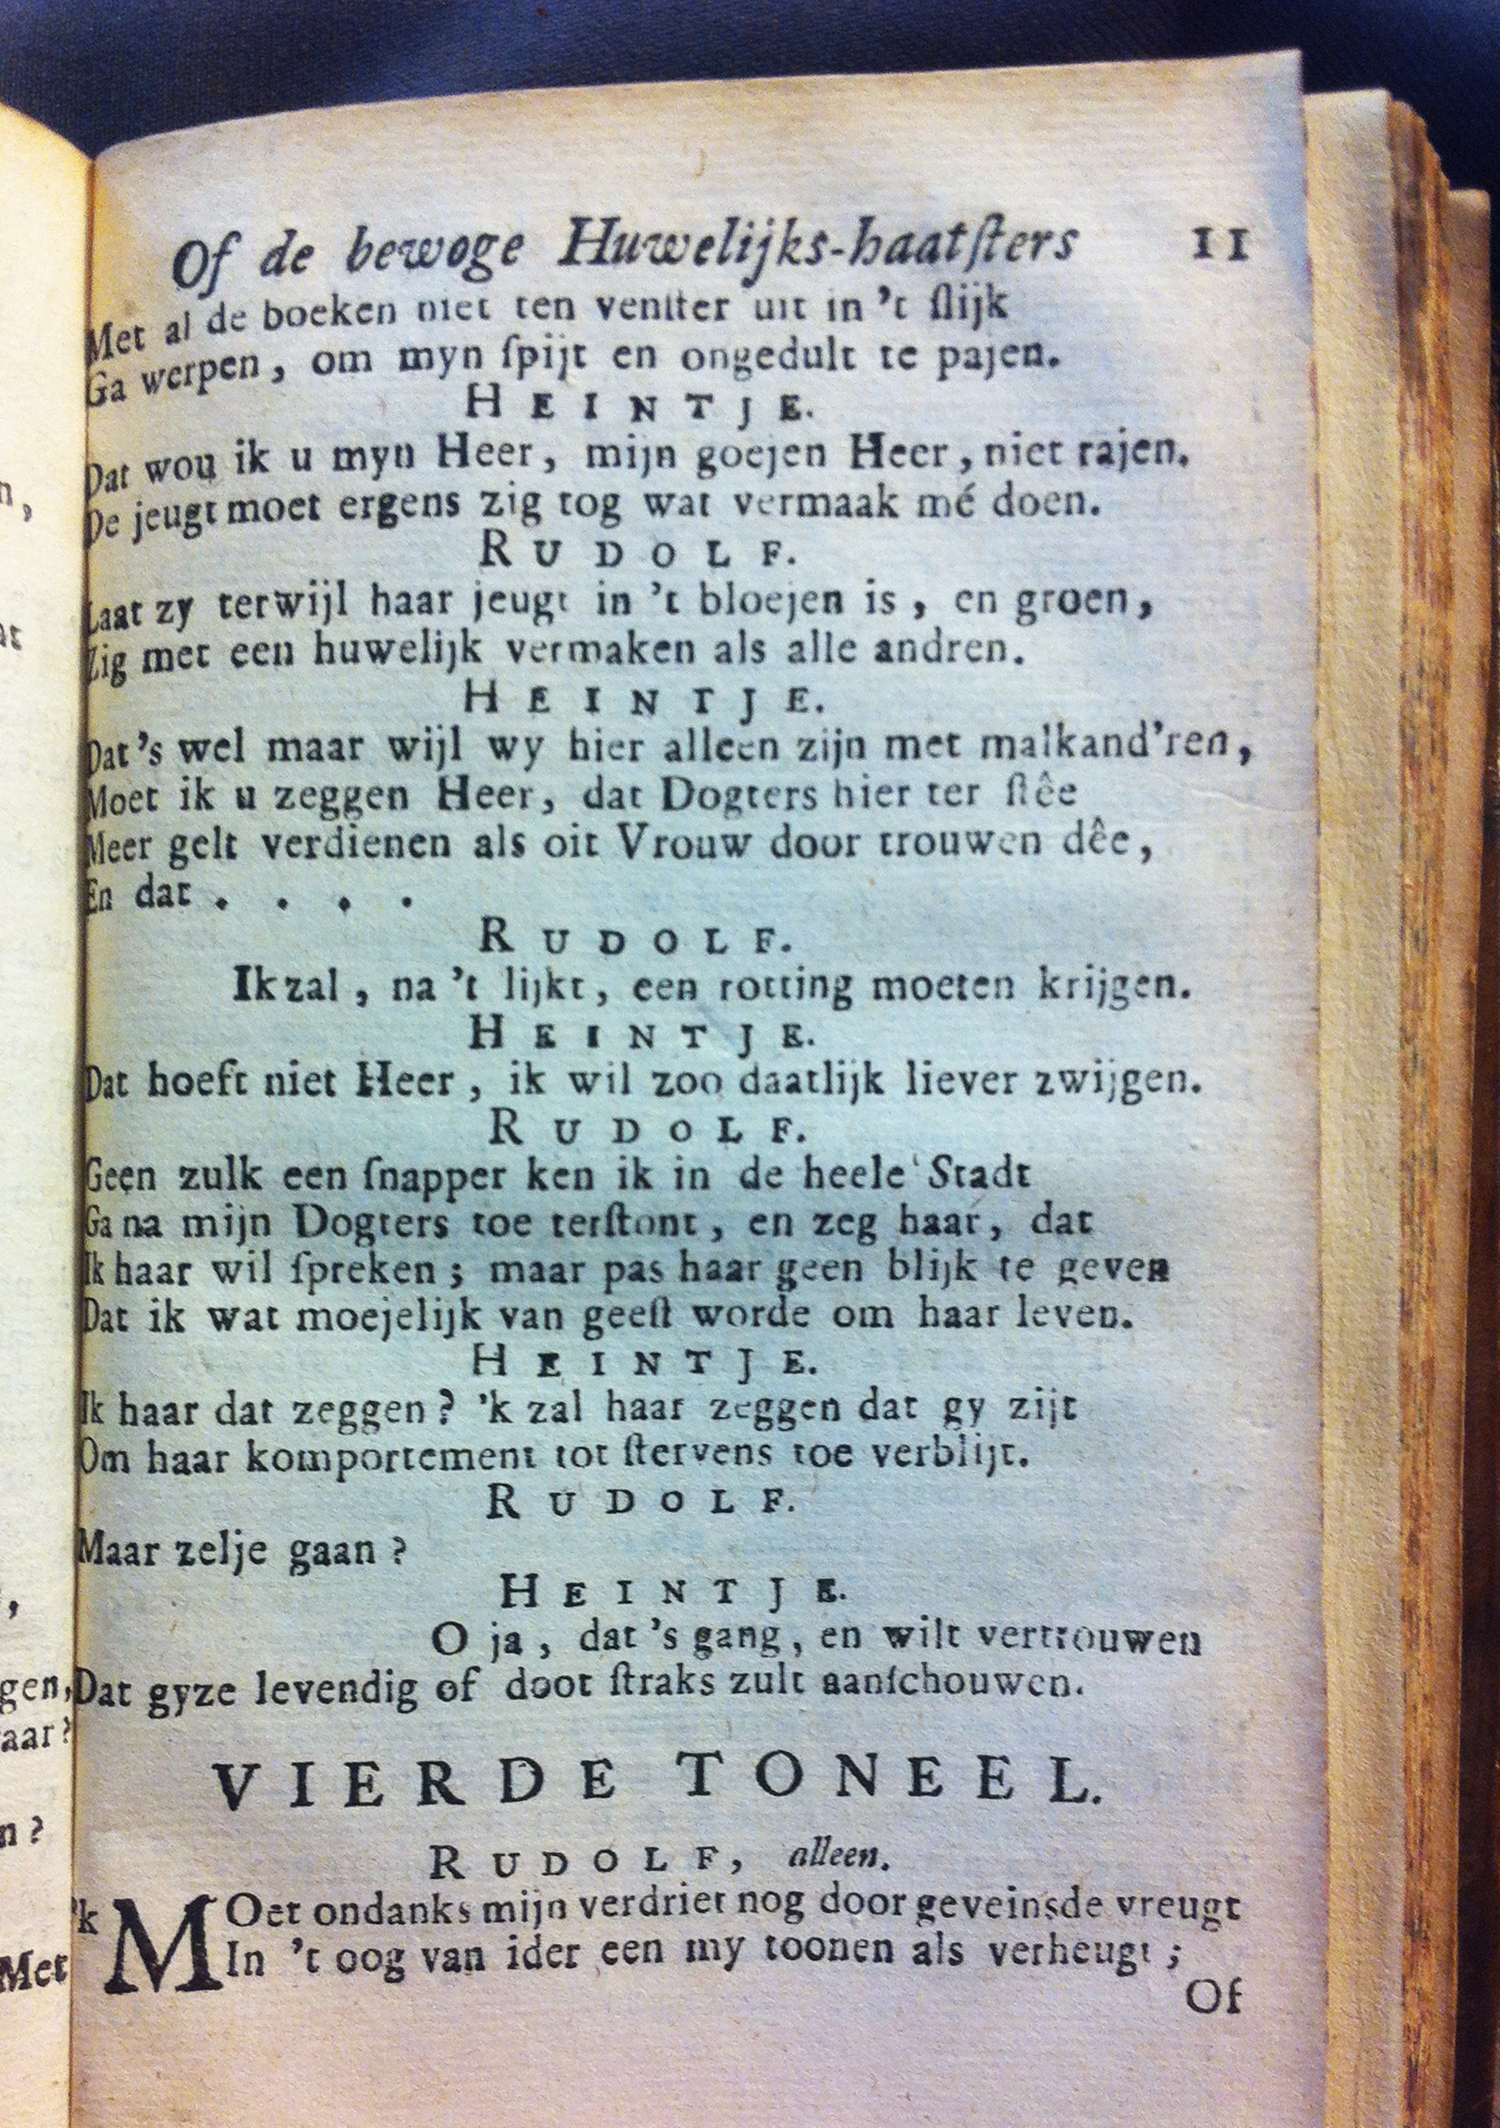 Of de bewoge Huwelijks-haatſters 11
Met al de boeken niet ten venſter uit in 't ſlijk
Ga werpen, om myn ſpijt en ongedult te pajen.
HEINTJE.
Dat wou ik u myn Heer, mijn goejen Heer, niet rajen.
De jeugt moet ergens zig tog wat vermaak mé doen.
RUDOLF.
Laat zy terwijl haar jeugt in 't bloejen is, en groen,
Zig met een huwelijk vermaken als alle andren.
HEINTJE.
Dat 's wel maar wijl wy hier alleen zijn met malkand'ren,
Moet ik u zeggen Heer, dat Dogters hier ter ſtêe
Meer gelt verdienen als oit Vrouw door trouwen dêe,
En dat . . . .
RUDOLF.
Ik zal, na 't lijkt, een rotting moeten krijgen.
HEINTJE.
Dat hoeft niet Heer, ik wil zoo daatlijk liever zwijgen.
RUDOLF.
Geen zulk een ſnapper ken ik in de heele Stadt
Ga na mijn Dogters toe terſtont, en zeg haar, dat
Ik haar wil ſpreken; maar pas haar geen blijk te geven
Dat ik wat moejelijk van geeſt worde om haar leven.
HEINTJE.
Ik haar dat zeggen? 'k zal haar zeggen dat gy zijt
Om haar komportement tot ſtervens toe verblijt.
RUDOLF.
Maar zelje gaan?
HEINTJE.
O ja, dat 's gang, en wilt vertrouwen
Dat gyze levendig of doot ſtraks zult aanſchouwen.
VIERDE TONEEL.
RUDOLF, alleen.
'k MOet ondanks mijn verdriet nog door geveinsde vreugt
In 't oog van ider een my toonen als verheugt;
Of
n,
at
,
gen,
aar?
n?
Met